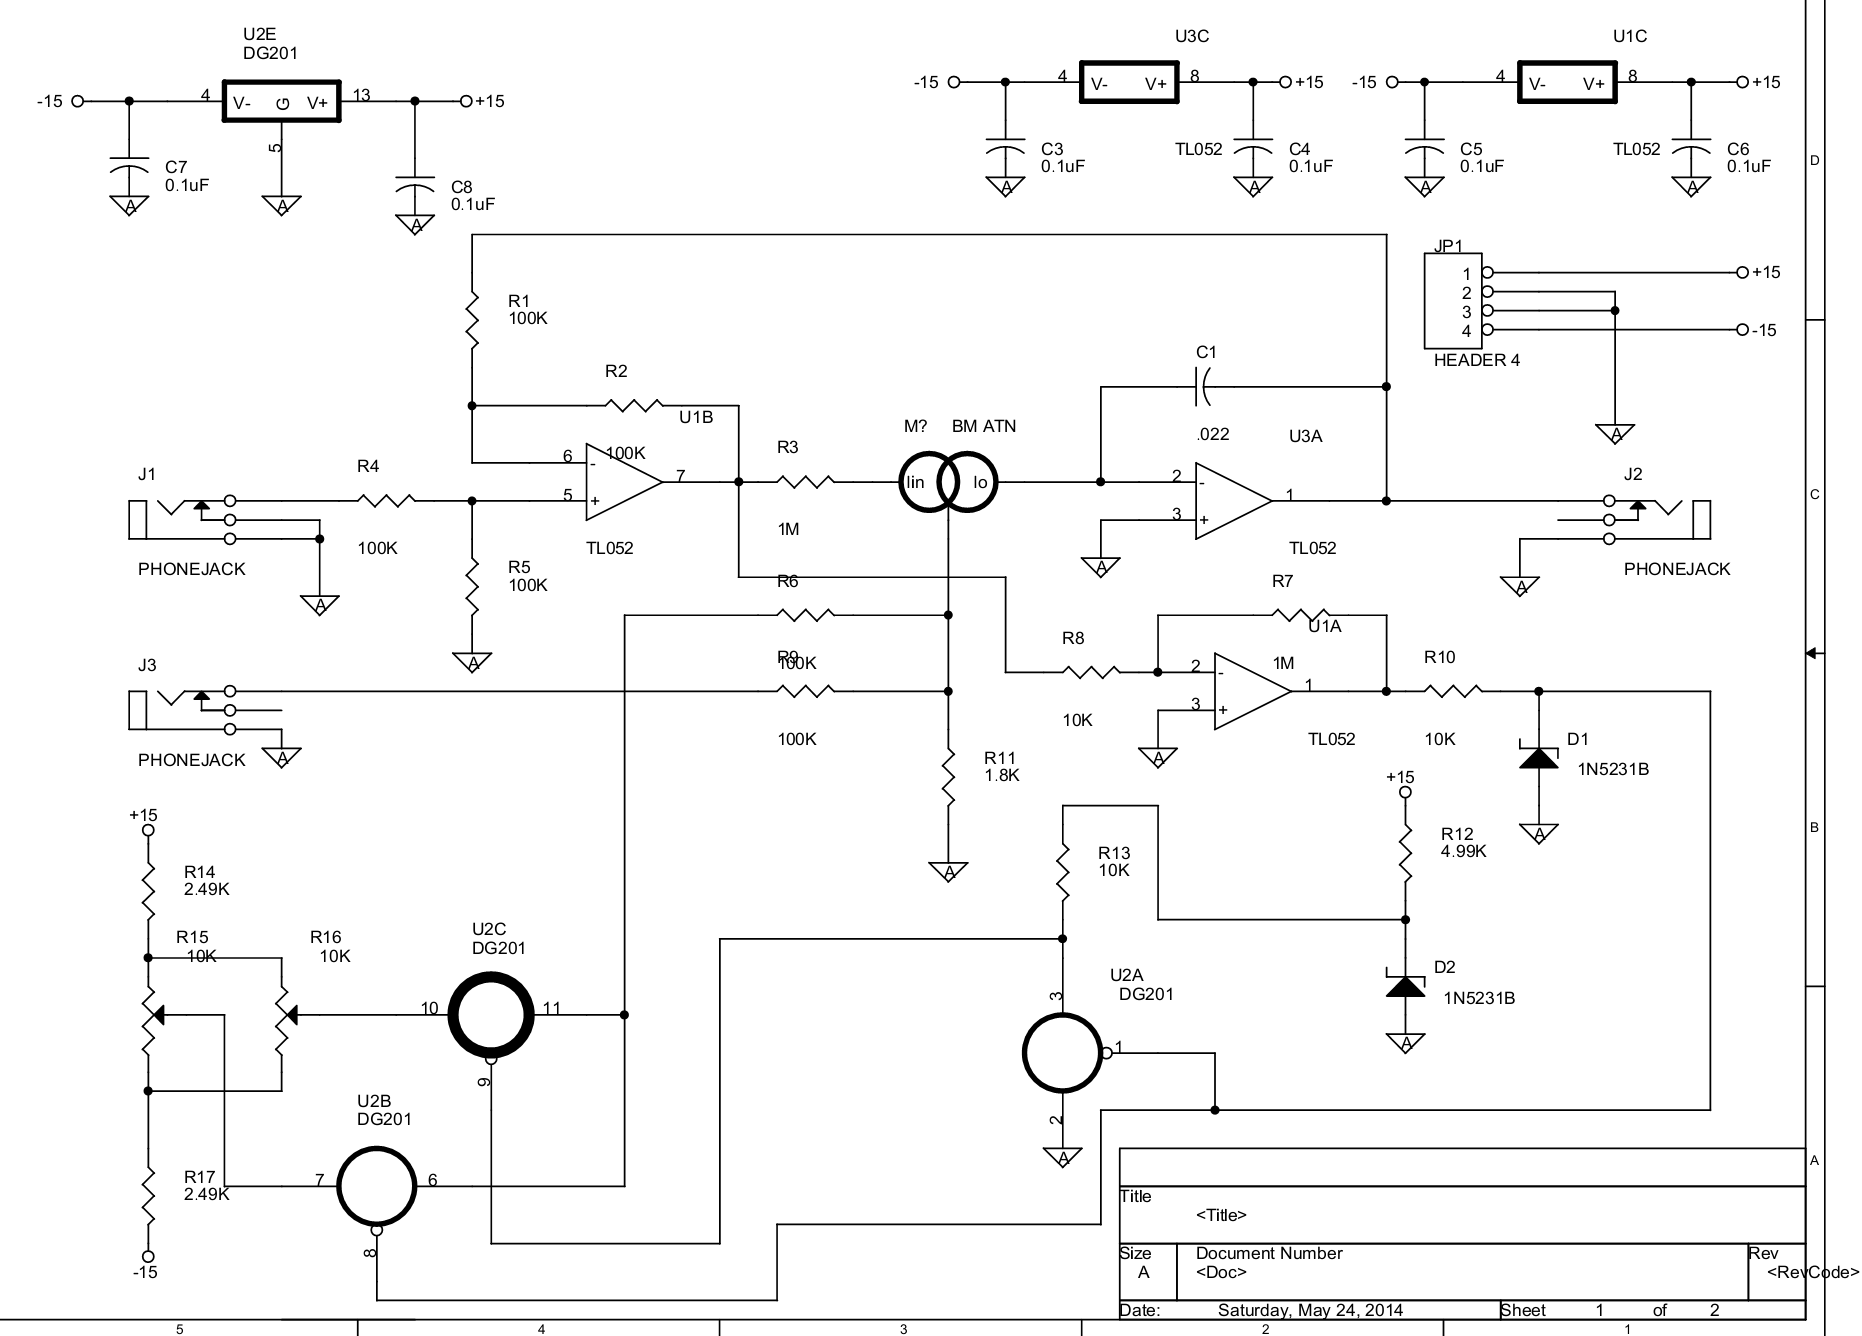 U2E
DG201
-15
4
V-
G
V+
13
+15
5
C7
0.1uF
A
A
C8
0.1uF
A
U3C
-15
4
V-
V+
8
+15
C3
0.1uF
TL052
C4
0.1uF
A
A
U1C
-15
4
V-
V+
8
+15
C5
0.1uF
TL052
C6
0.1uF
A
A
D
JP1
1
2
3
4
+15
-15
HEADER 4
A
R1
100K
R2
100K
U1B
6
-
5
+
7
TL052
J1
PHONEJACK
A
R4
100K
R5
100K
A
R3
1M
M?
BM ATN
Iin
Io
C1
.022
U3A
2
-
3
+
1
TL052
A
J2
PHONEJACK
A
C
R6
100K
R9
100K
J3
PHONEJACK
A
R11
1.8K
A
R8
10K
R7
1M
U1A
2
-
3
+
1
TL052
A
R10
10K
D1
1N5231B
A
+15
R12
4.99K
D2
1N5231B
A
B
+15
R14
2.49K
R15
10K
R16
10K
R17
2.49K
-15
U2C
DG201
10
11
9
U2B
DG201
7
6
8
R13
10K
U2A
DG201
3
1
2
A
A
Title
<Title>
Size
A
Document Number
<Doc>
Rev
<RevCode>
Date:
Saturday, May 24, 2014
Sheet
1
of
2
5
4
3
2
1